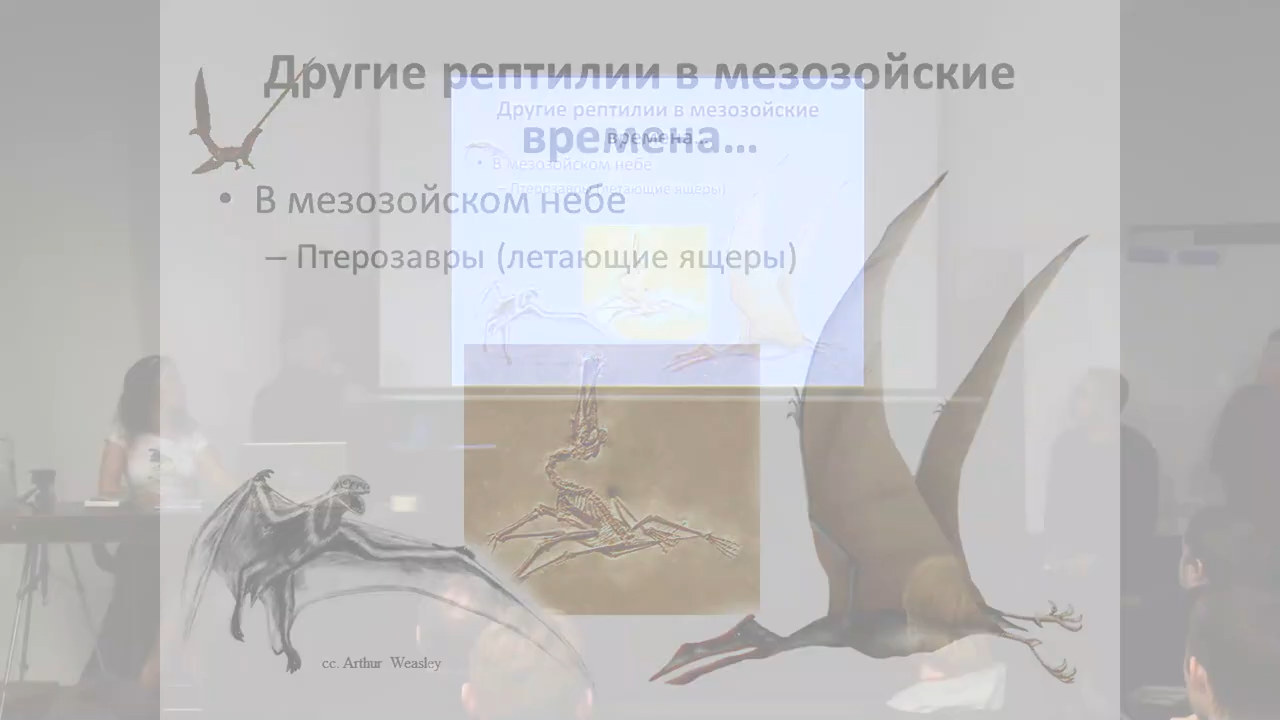 Другие рептилии в мезозойские
времена...
• В мезозойском небе
– Птерозавры (летающие ящеры)
cc. Arthur Weasley
Другие рептилии в мезозойские
времена...
• В мезозойском небе
– Птерозавры (летающие ящеры)